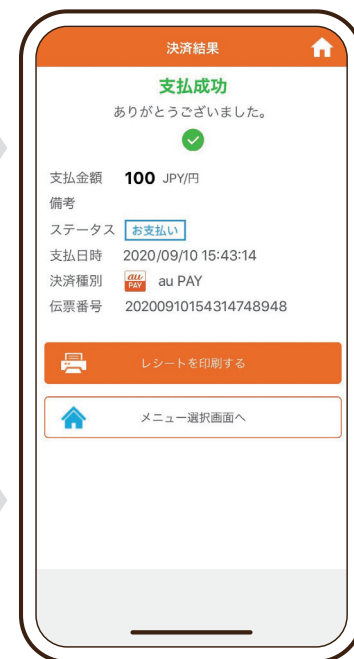 決済結果
支払成功
ありがとうございました。
支払金額 100 JPY/円
備考
ステータス お支払い
支払日時 2020/09/10 15:43:14
決済種別 au PAY au PAY
伝票番号 20200910154314748948
レシートを印刷する
メニュー選択画面へ